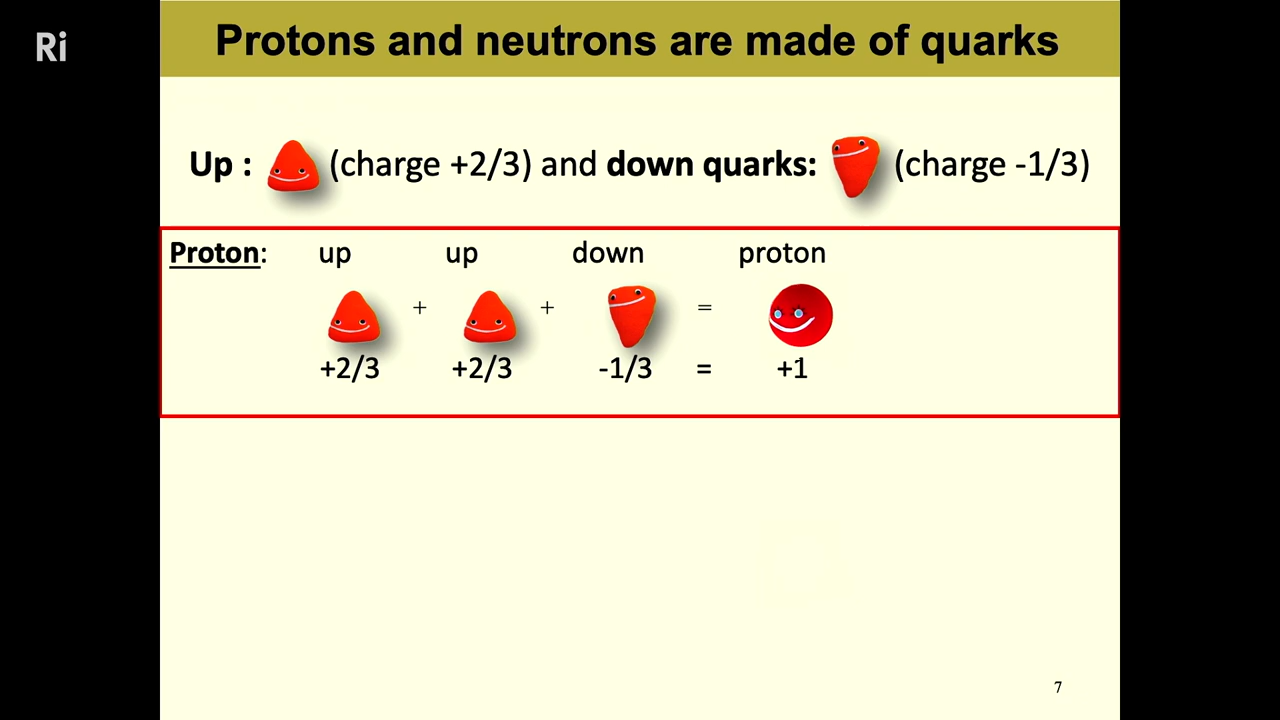 Ri
Protons and neutrons are made of quarks
Up : (charge +2/3) and down quarks: (charge -1/3)
Proton: up up down proton
+ + =
+2/3 +2/3 -1/3 = +1
7